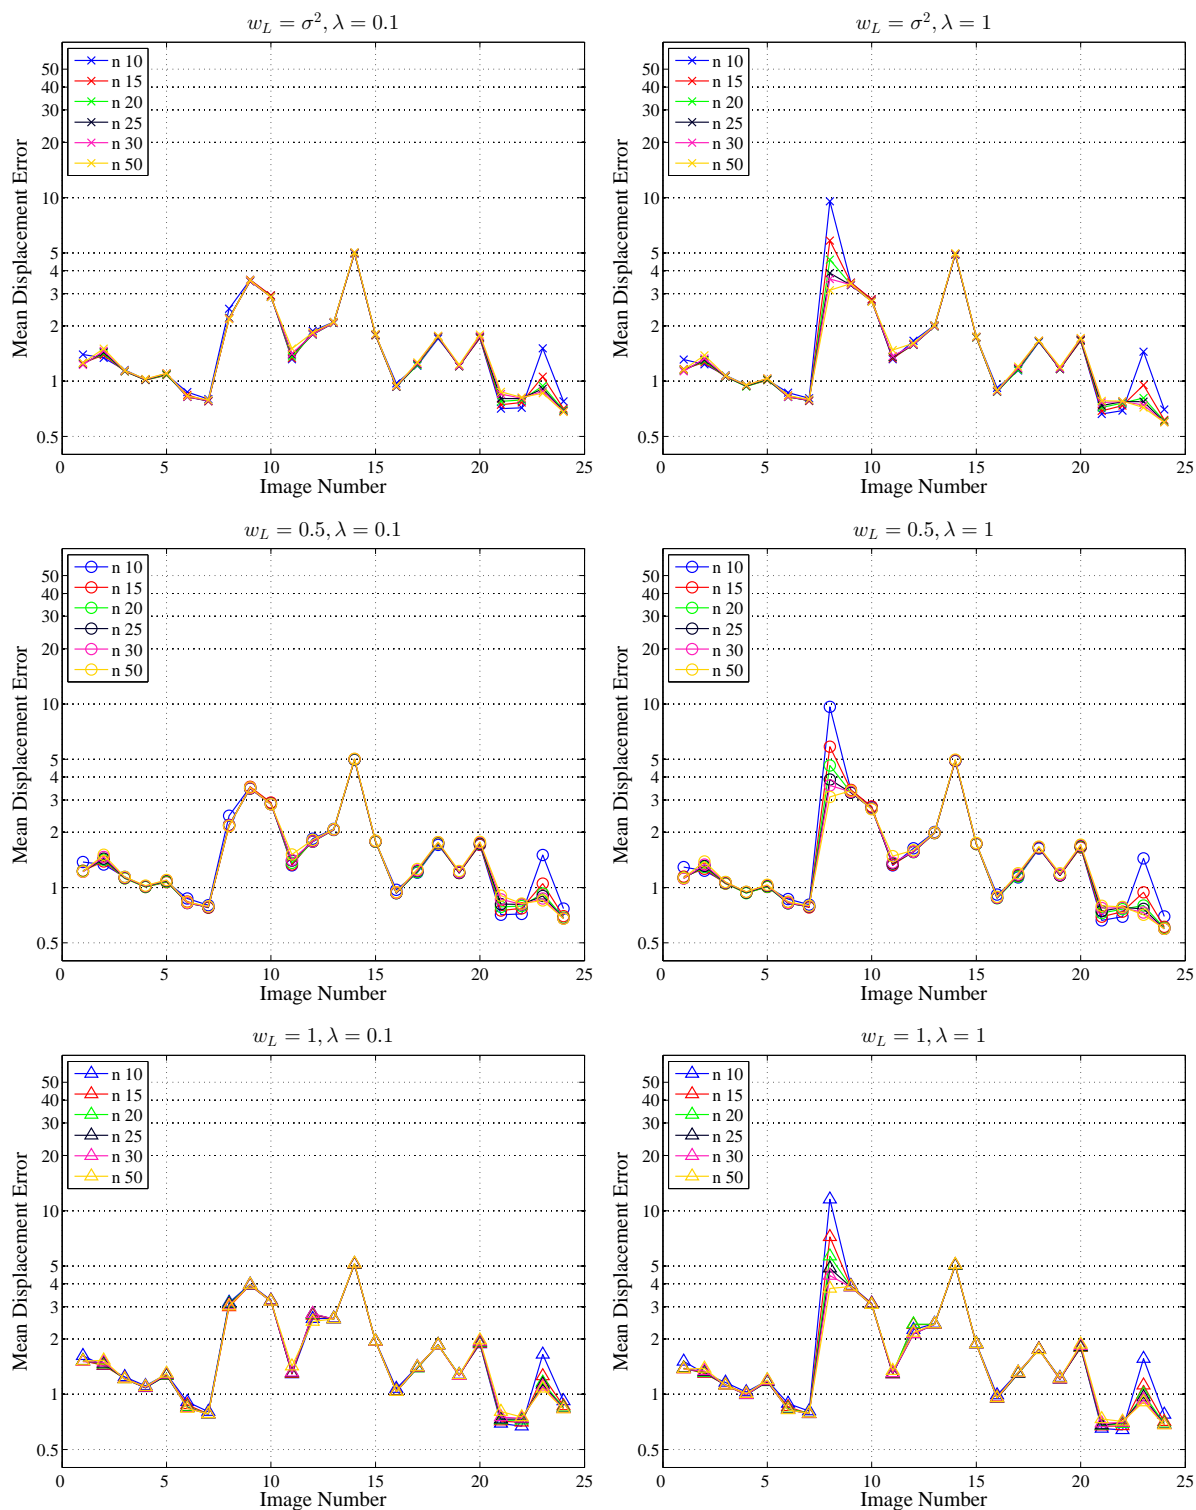 w_L = σ², λ = 0.1
Mean Displacement Error
50
40
30
20
10
5
4
3
2
1
0.5
n 10
n 15
n 20
n 25
n 30
n 50
0 5 10 15 20 25
Image Number
w_L = σ², λ = 1
Mean Displacement Error
50
40
30
20
10
5
4
3
2
1
0.5
n 10
n 15
n 20
n 25
n 30
n 50
0 5 10 15 20 25
Image Number
w_L = 0.5, λ = 0.1
Mean Displacement Error
50
40
30
20
10
5
4
3
2
1
0.5
n 10
n 15
n 20
n 25
n 30
n 50
0 5 10 15 20 25
Image Number
w_L = 0.5, λ = 1
Mean Displacement Error
50
40
30
20
10
5
4
3
2
1
0.5
n 10
n 15
n 20
n 25
n 30
n 50
0 5 10 15 20 25
Image Number
w_L = 1, λ = 0.1
Mean Displacement Error
50
40
30
20
10
5
4
3
2
1
0.5
n 10
n 15
n 20
n 25
n 30
n 50
0 5 10 15 20 25
Image Number
w_L = 1, λ = 1
Mean Displacement Error
50
40
30
20
10
5
4
3
2
1
0.5
n 10
n 15
n 20
n 25
n 30
n 50
0 5 10 15 20 25
Image Number